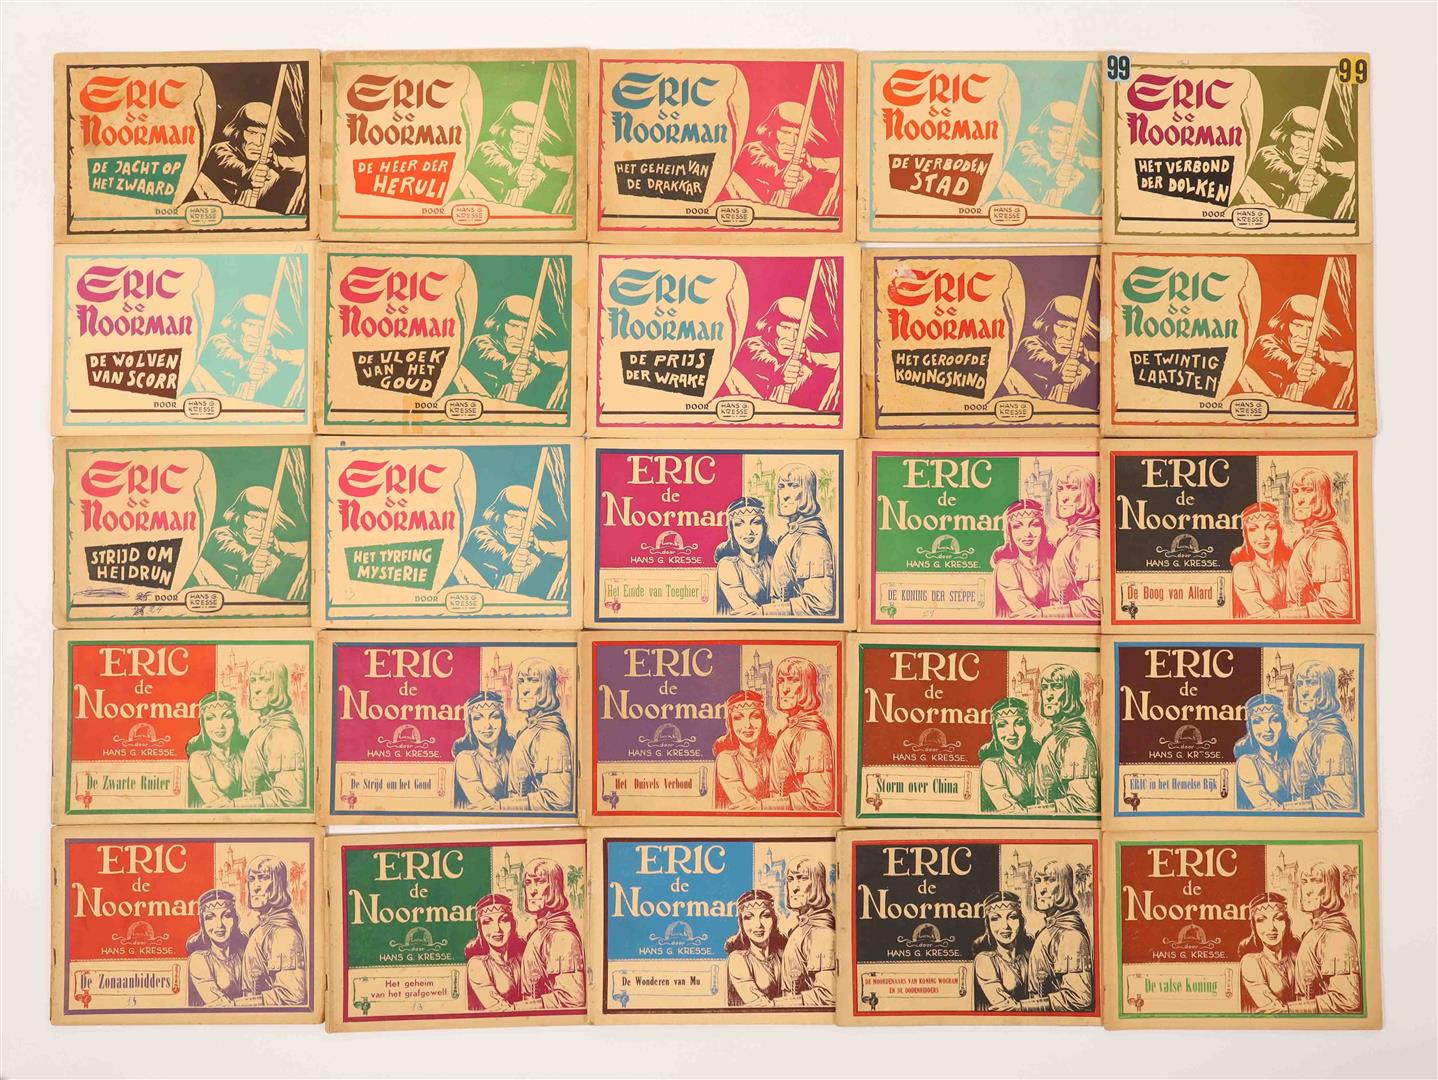 ERIC
de
NOORMAN
DE JACHT OP
HET ZWAARD
DOOR
HANS G.
KRESSE
ERIC
de
NOORMAN
DE HEER DER
HERULI
DOOR
HANS G.
KRESSE
ERIC
de
NOORMAN
HET GEHEIM VAN
DE DRAKKAR
DOOR
HANS G.
KRESSE
ERIC
de
NOORMAN
DE VERBODEN
STAD
DOOR
HANS G.
KRESSE
99
99
ERIC
de
NOORMAN
HET VERBOND
DER DOLKEN
DOOR
HANS G.
KRESSE
ERIC
de
NOORMAN
DE WOLVEN
VAN SCORR
DOOR
HANS G.
KRESSE
ERIC
de
NOORMAN
DE VLOEK
VAN HET
GOUD
DOOR
HANS G.
KRESSE
ERIC
de
NOORMAN
DE PRIJS
DER WRAKE
DOOR
HANS G.
KRESSE
ERIC
de
NOORMAN
HET GEROOFDE
KONINGSKIND
DOOR
HANS G.
KRESSE
ERIC
de
NOORMAN
DE TWINTIG
LAATSTEN
DOOR
HANS G.
KRESSE
ERIC
de
NOORMAN
STRIJD OM
HEIDRUN
24
DOOR
HANS G.
KRESSE
ERIC
de
NOORMAN
HET TYRFING
MYSTERIE
DOOR
HANS G.
KRESSE
ERIC
de
Noorman
door
HANS G. KRESSE.
Het Einde van Toeghier
ERIC
de
Noorman
door
HANS G. KRESSE.
DE KONING DER STEPPE
ERIC
de
Noorman
door
HANS G. KRESSE.
De Boog van Allard
ERIC
de
Noorman
door
HANS G. KRESSE.
De Zwarte Ruiter
ERIC
de
Noorman
door
HANS G. KRESSE.
De Strijd om het Goud
ERIC
de
Noorman
door
HANS G. KRESSE.
Het Duivels Verbond
ERIC
de
Noorman
door
HANS G. KRESSE.
Storm over China
ERIC
de
Noorman
door
HANS G. KRESSE.
ERIC in het Hemelse Rijk
ERIC
de
Noorman
door
HANS G. KRESSE.
De Zonaanbidders
ERIC
de
Noorman
door
HANS G. KRESSE.
Het geheim
van het grafgewelf
ERIC
de
Noorman
door
HANS G. KRESSE.
De Wonderen van Mu
ERIC
de
Noorman
door
HANS G. KRESSE.
DE MOORDENAARS VAN KONING WOGRAM
EN DE DODENRIDDERS
ERIC
de
Noorman
door
HANS G. KRESSE.
De valse Koning